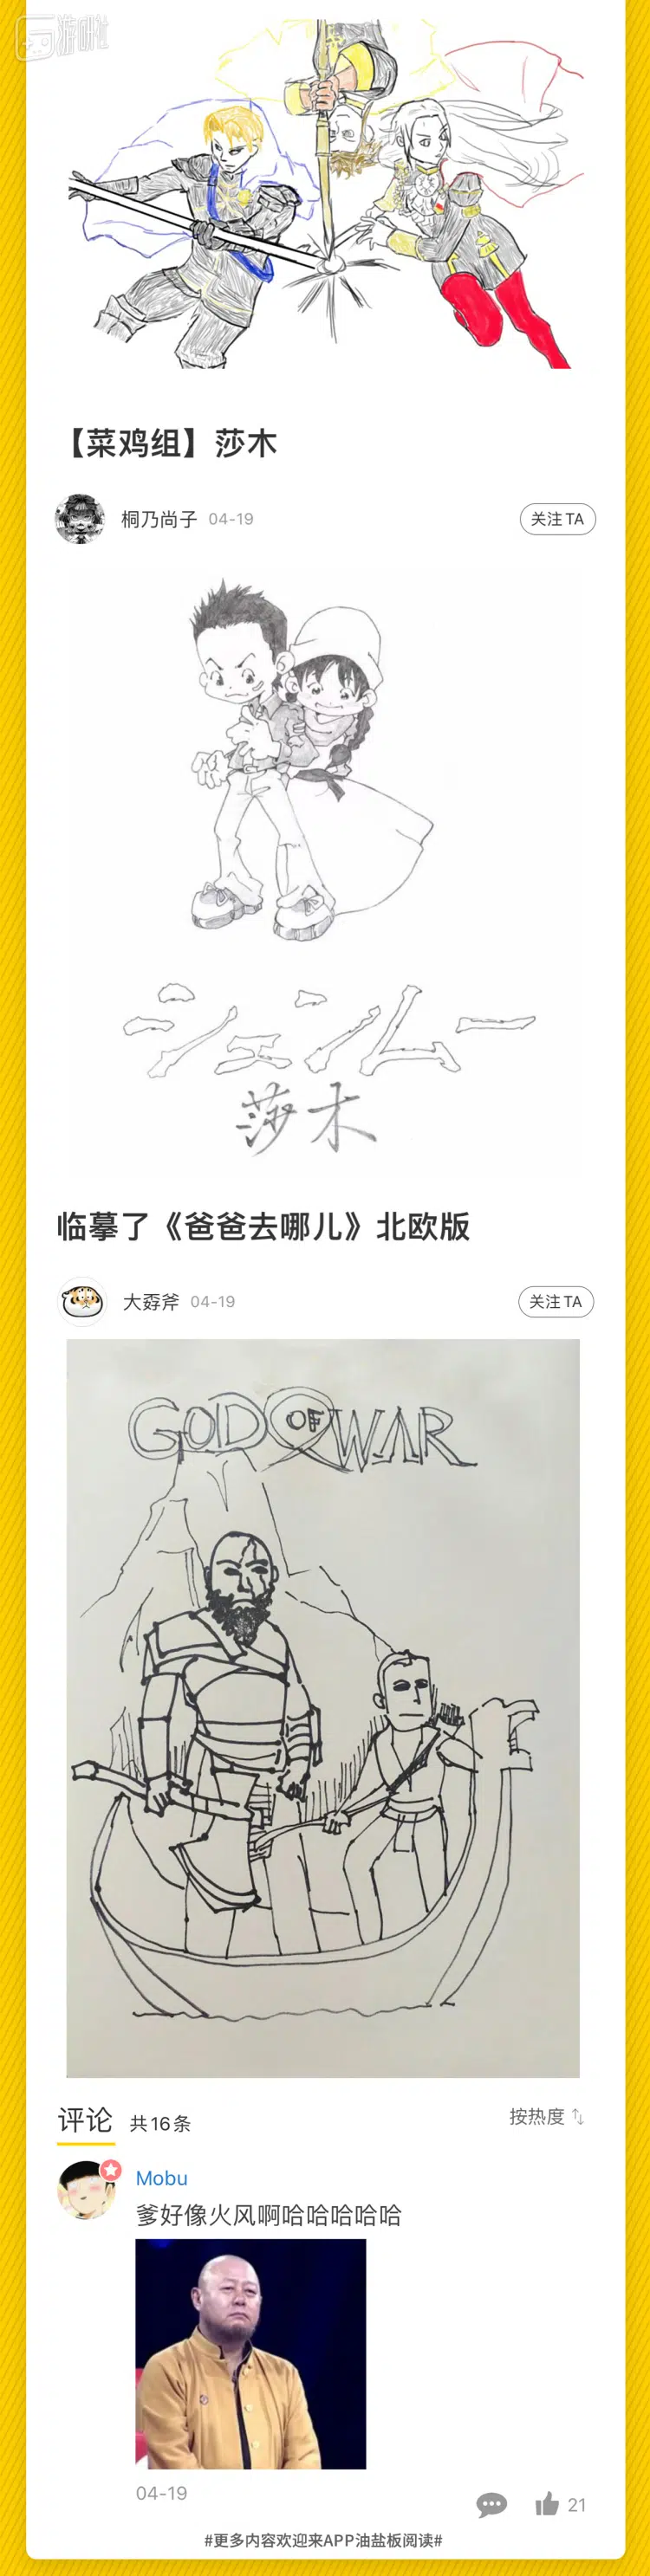 游研社
【菜鸡组】莎木
桐乃尚子 04-19
关注TA
シェンムー
莎木
临摹了《爸爸去哪儿》北欧版
大孬斧 04-19
关注TA
GOD OF WAR
评论 共16条
按热度
Mobu
爹好像火风啊哈哈哈哈哈
04-19
21
#更多内容欢迎来APP油盐板阅读#